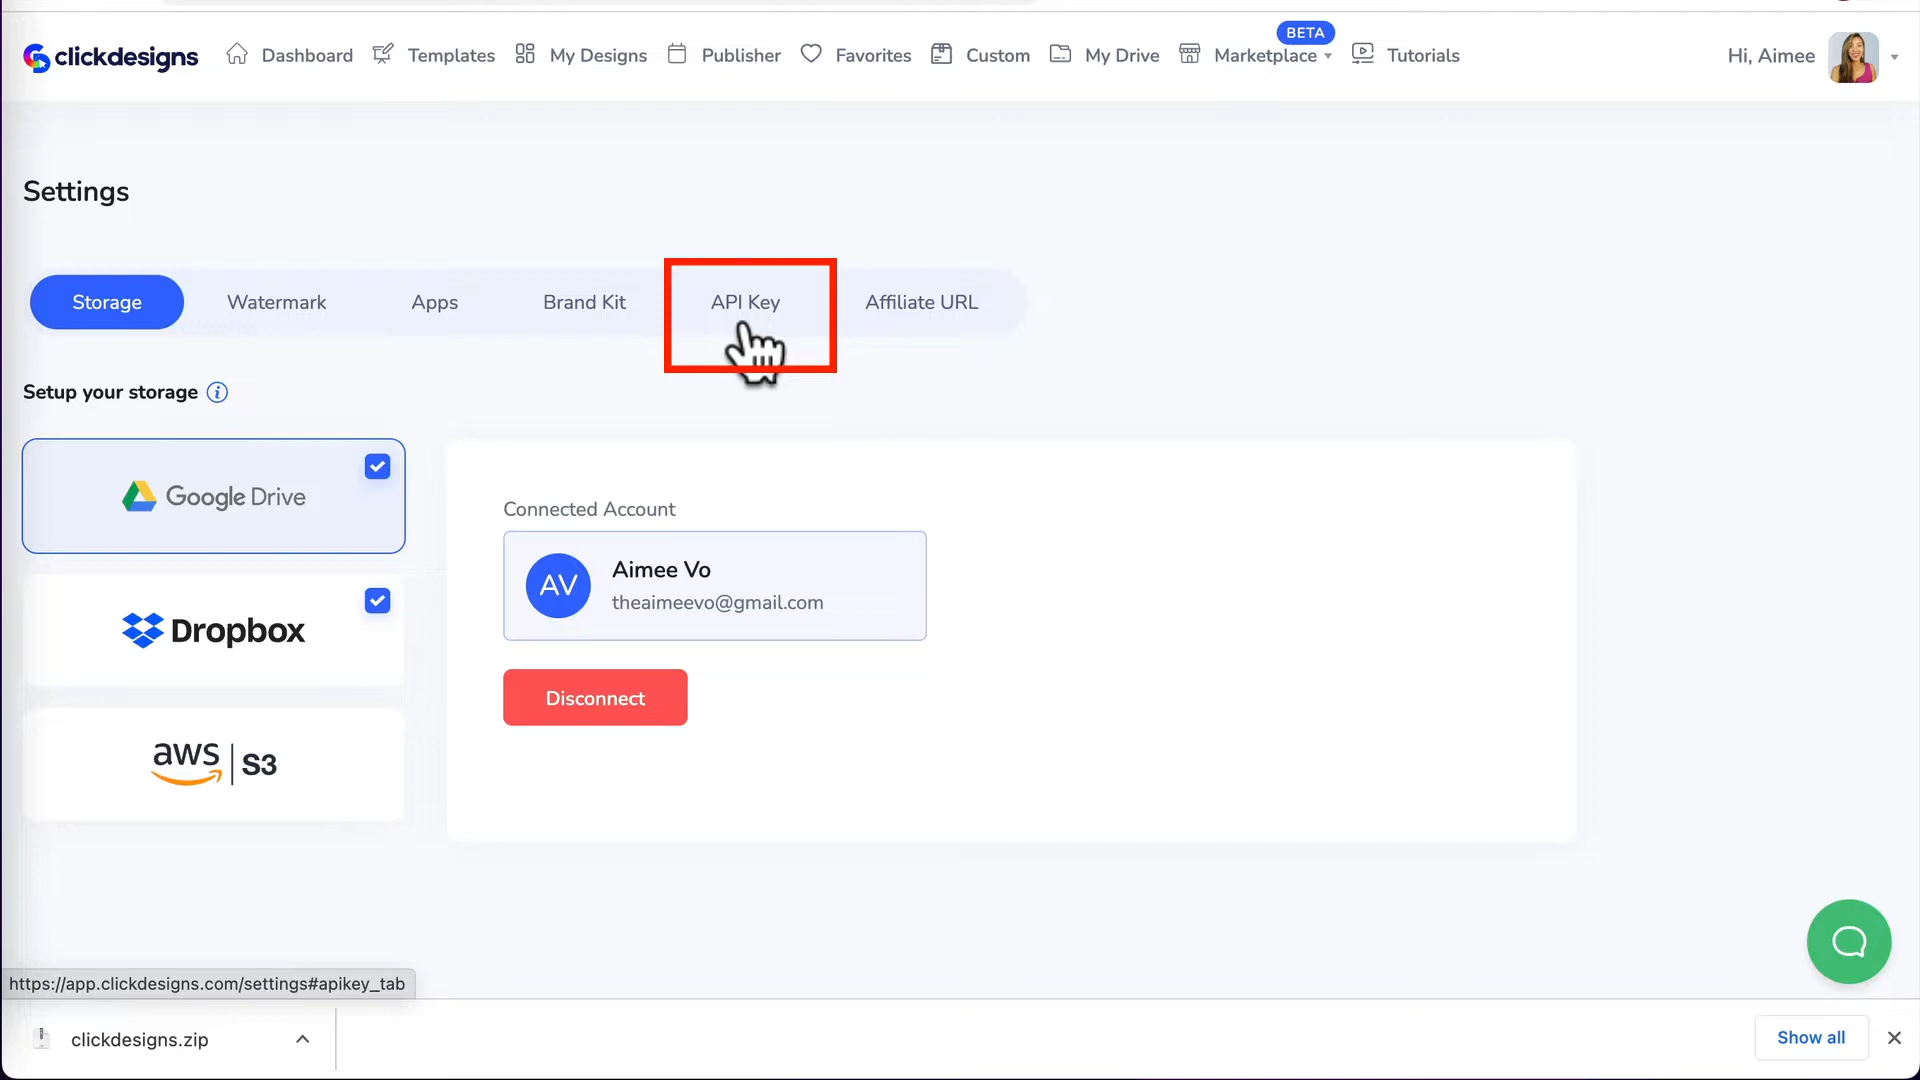 clickdesigns
Dashboard
Templates
My Designs
Publisher
Favorites
Custom
My Drive
Marketplace
BETA
Tutorials
Hi, Aimee
Settings
Storage
Watermark
Apps
Brand Kit
API Key
Affiliate URL
Setup your storage
Google Drive
Dropbox
aws | S3
Connected Account
AV
Aimee Vo
theaimeevo@gmail.com
Disconnect
https://app.clickdesigns.com/settings#apikey_tab
clickdesigns.zip
Show all